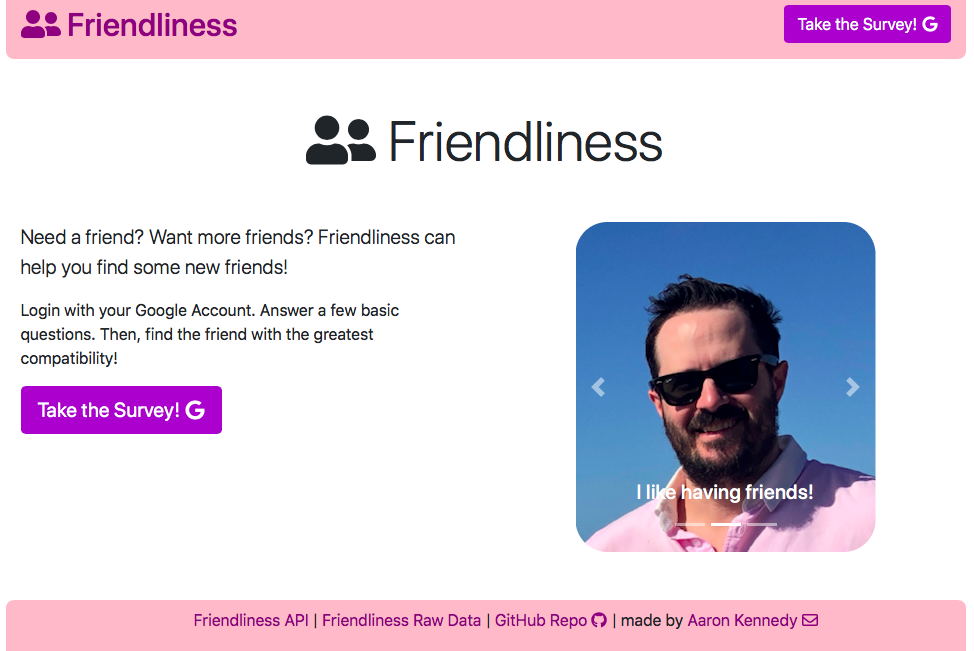 Friendliness
Take the Survey!
Friendliness
Need a friend? Want more friends? Friendliness can
help you find some new friends!
Login with your Google Account. Answer a few basic
questions. Then, find the friend with the greatest
compatibility!
Take the Survey!
I like having friends!
Friendliness API | Friendliness Raw Data | GitHub Repo | made by Aaron Kennedy